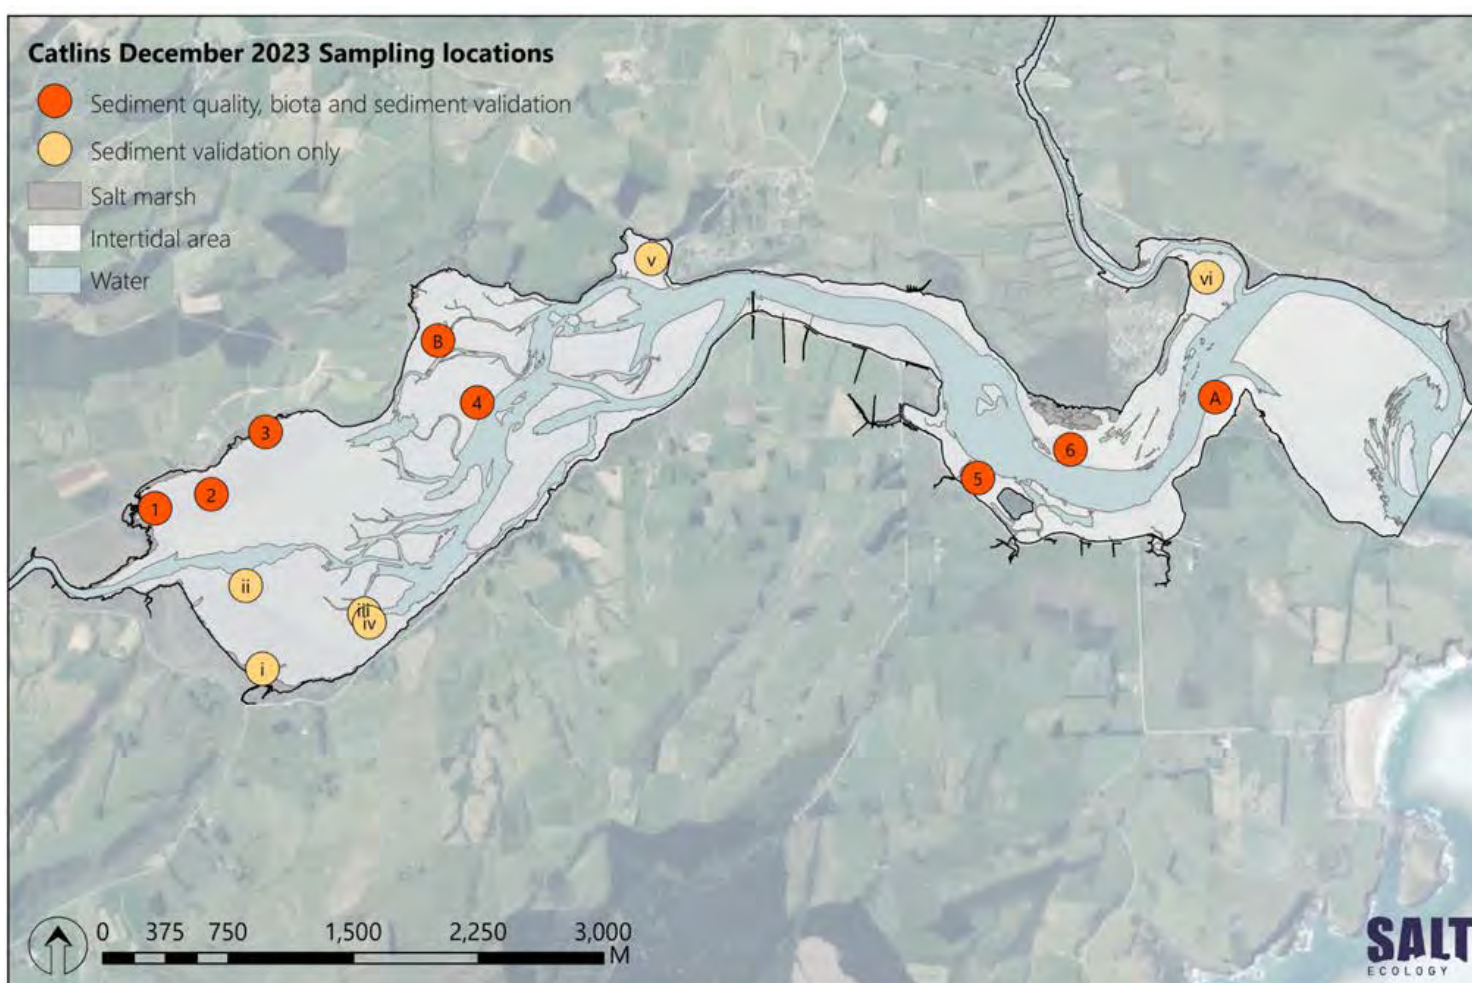 Catlins December 2023 Sampling locations
Sediment quality, biota and sediment validation
Sediment validation only
Salt marsh
Intertidal area
Water
v
vi
B
4
A
3
6
5
2
1
ii
iii
iv
i
0 375 750 1,500 2,250 3,000
M
SALT
ECOLOGY